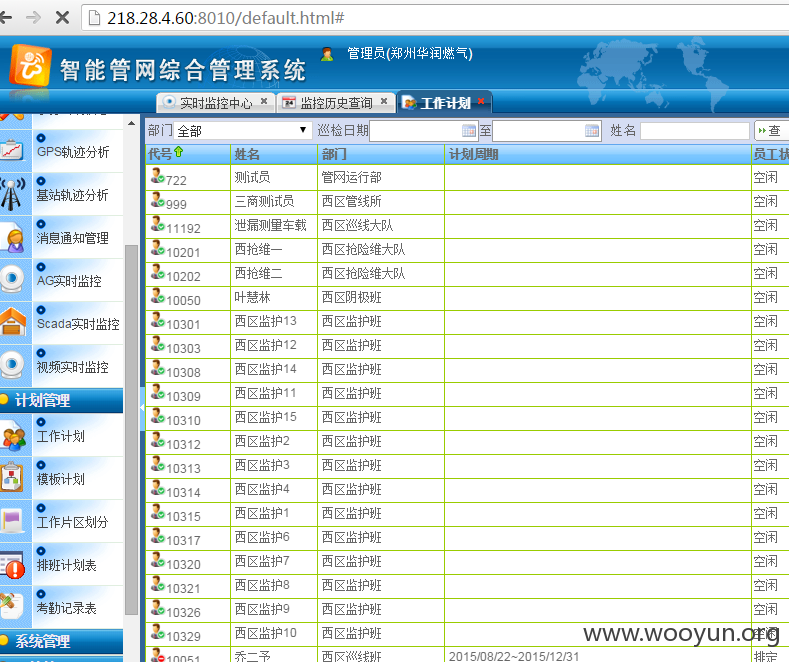 218.28.4.60:8010/default.html#
智能管网综合管理系统
管理员(郑州华润燃气)
实时监控中心
监控历史查询
工作计划
部门 全部 巡检日期 至 姓名 查
GPS轨迹分析
基站轨迹分析
消息通知管理
AG实时监控
Scada实时监控
视频实时监控
计划管理
工作计划
模板计划
工作片区划分
排班计划表
考勤记录表
系统管理
代号 姓名 部门 计划周期 员工状
722 测试员 管网运行部 空闲
999 三商测试员 西区管线所 空闲
11192 泄漏测量车载 西区巡线大队 空闲
10201 西抢维一 西区抢险维大队 空闲
10202 西抢维二 西区抢险维大队 空闲
10050 叶慧林 西区阴极班 空闲
10301 西区监护13 西区监护班 空闲
10303 西区监护12 西区监护班 空闲
10308 西区监护14 西区监护班 空闲
10309 西区监护11 西区监护班 空闲
10310 西区监护15 西区监护班 空闲
10312 西区监护2 西区监护班 空闲
10313 西区监护3 西区监护班 空闲
10314 西区监护4 西区监护班 空闲
10315 西区监护1 西区监护班 空闲
10317 西区监护6 西区监护班 空闲
10320 西区监护7 西区监护班 空闲
10321 西区监护8 西区监护班 空闲
10326 西区监护9 西区监护班 空闲
10329 西区监护10 西区监护班 空闲
10051 乔二予 西区巡线班 2015/08/22~2015/12/31 排定
www.wooyun.org